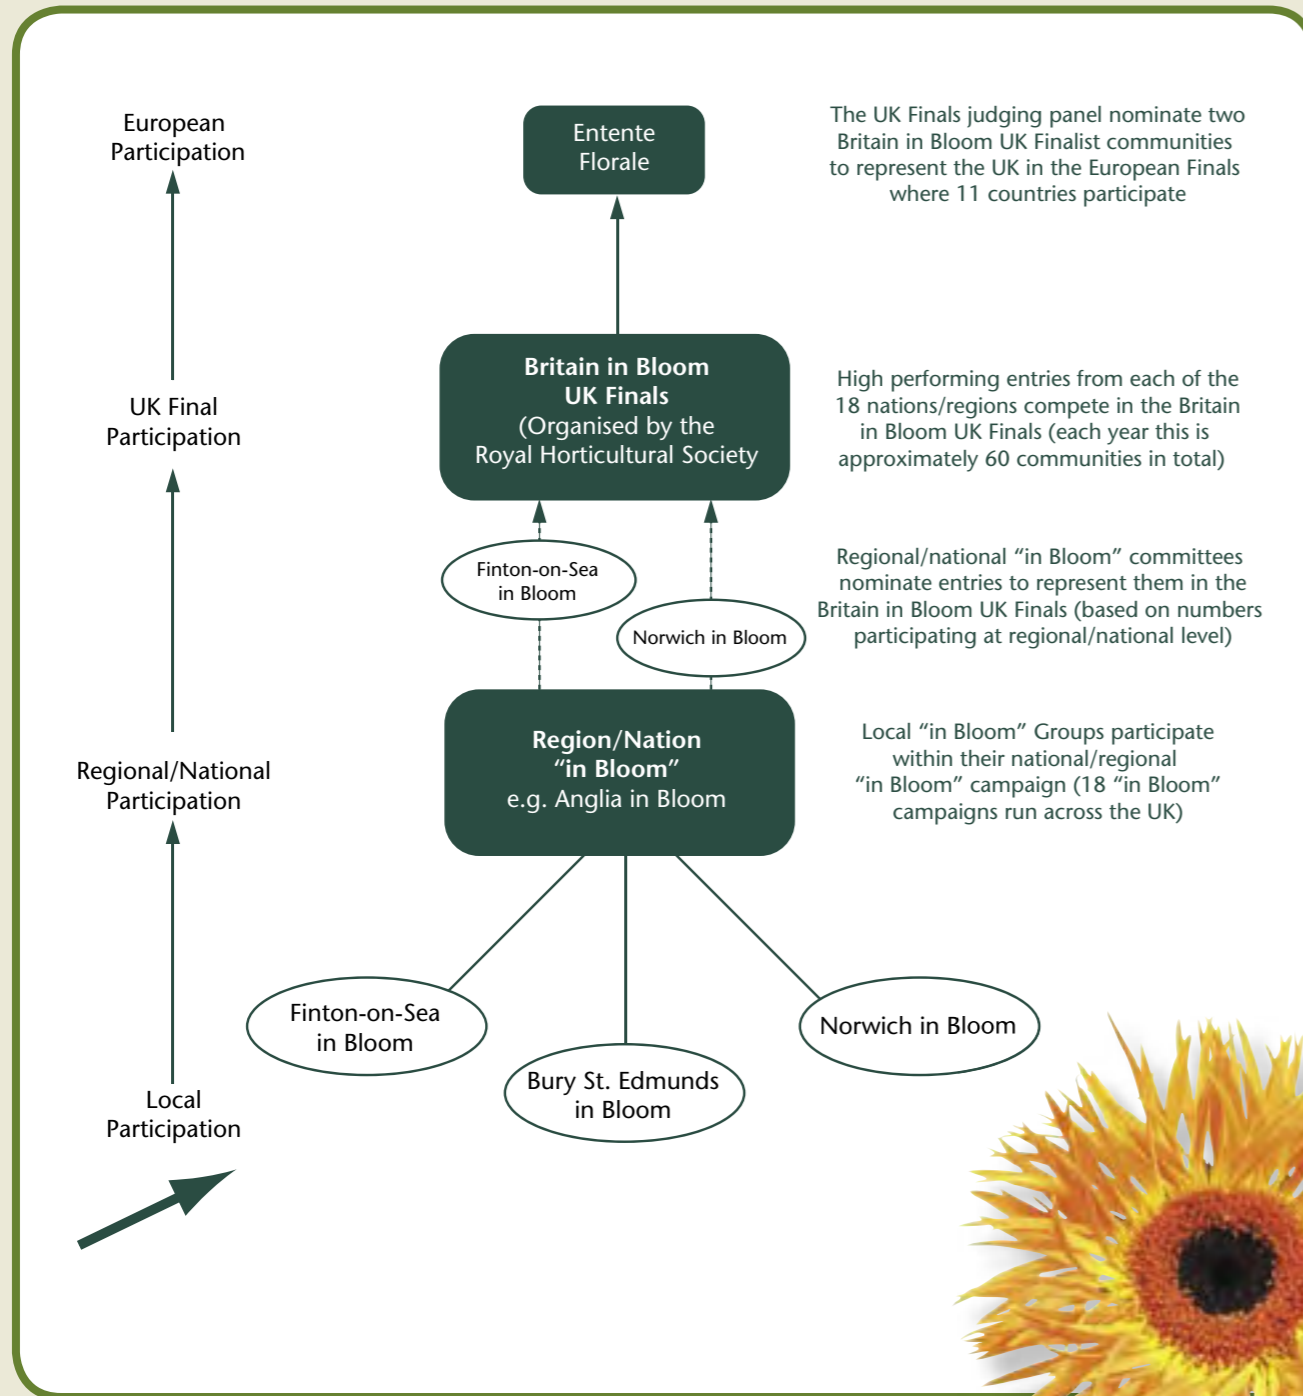 European
Participation
Entente
Florale
The UK Finals judging panel nominate two
Britain in Bloom UK Finalist communities
to represent the UK in the European Finals
where 11 countries participate
UK Final
Participation
Britain in Bloom
UK Finals
(Organised by the
Royal Horticultural Society
High performing entries from each of the
18 nations/regions compete in the Britain
in Bloom UK Finals (each year this is
approximately 60 communities in total)
Finton-on-Sea
in Bloom
Norwich in Bloom
Regional/national “in Bloom” committees
nominate entries to represent them in the
Britain in Bloom UK Finals (based on numbers
participating at regional/national level)
Regional/National
Participation
Region/Nation
“in Bloom”
e.g. Anglia in Bloom
Local “in Bloom” Groups participate
within their national/regional
“in Bloom” campaign (18 “in Bloom”
campaigns run across the UK)
Finton-on-Sea
in Bloom
Bury St. Edmunds
in Bloom
Norwich in Bloom
Local
Participation